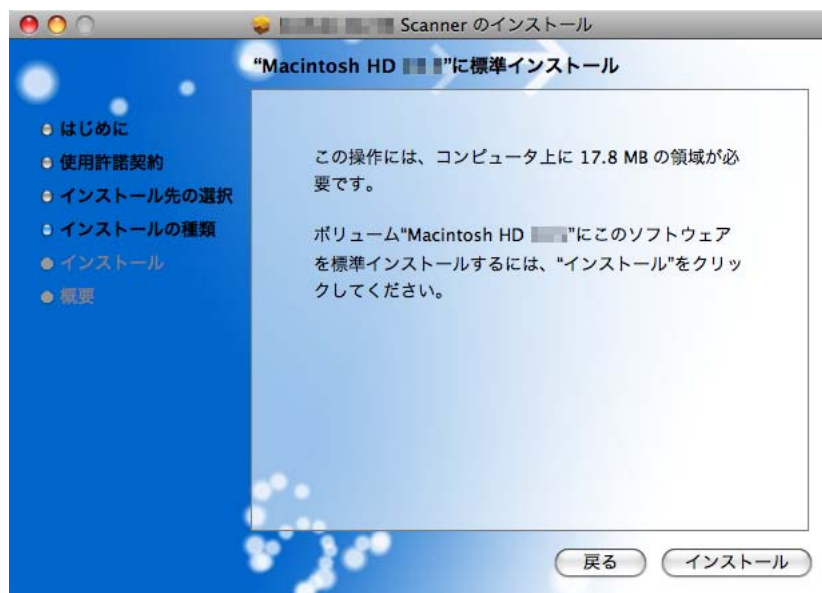 Scanner のインストール
“Macintosh HD ”に標準インストール
はじめに
使用許諾契約
インストール先の選択
インストールの種類
インストール
概要
この操作には、コンピュータ上に 17.8 MB の領域が必
要です。
ボリューム“Macintosh HD ”にこのソフトウェア
を標準インストールするには、“インストール”をクリッ
クしてください。
戻る
インストール